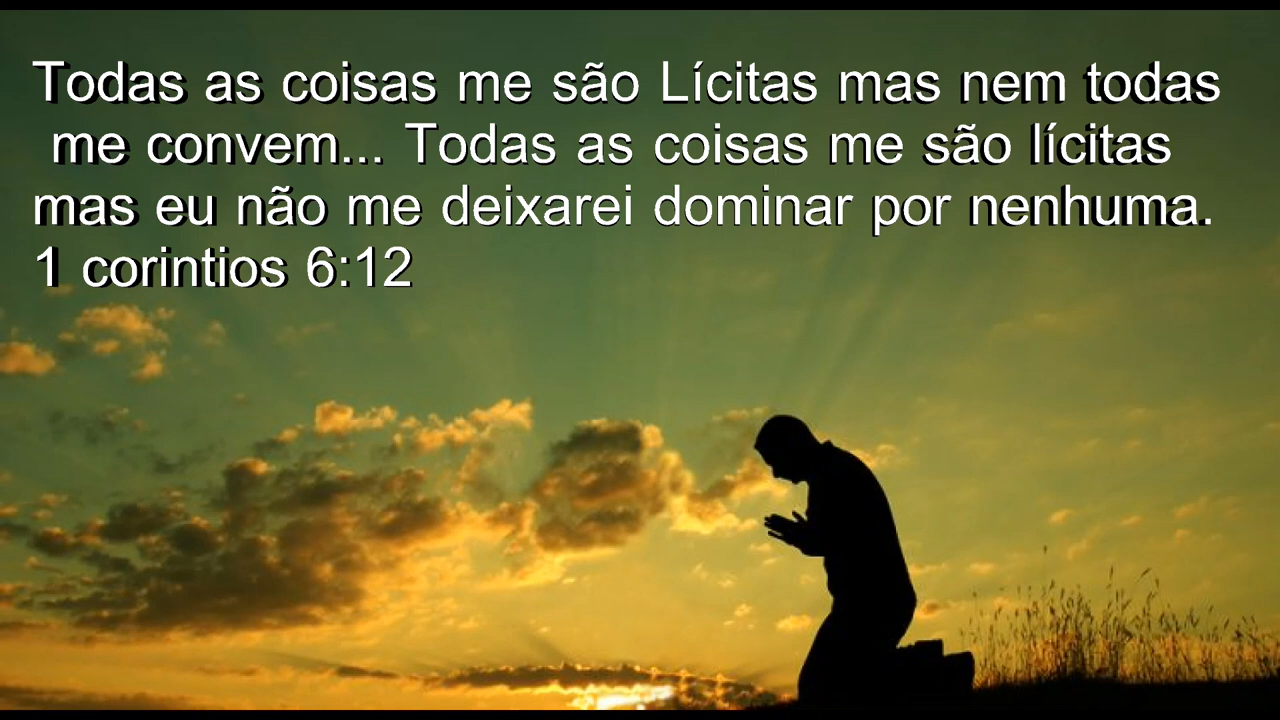 Todas as coisas me são Lícitas mas nem todas
me convem... Todas as coisas me são lícitas
mas eu não me deixarei dominar por nenhuma.
1 corintios 6:12